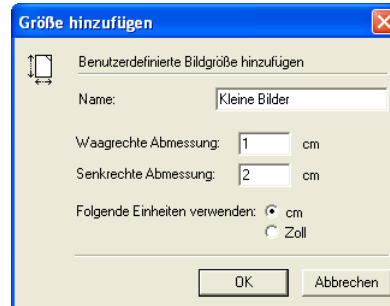 Größe hinzufügen
Benutzerdefinierte Bildgröße hinzufügen
Name: Kleine Bilder
Waagrechte Abmessung: 1 cm
Senkrechte Abmessung: 2 cm
Folgende Einheiten verwenden: cm
Zoll
OK Abbrechen